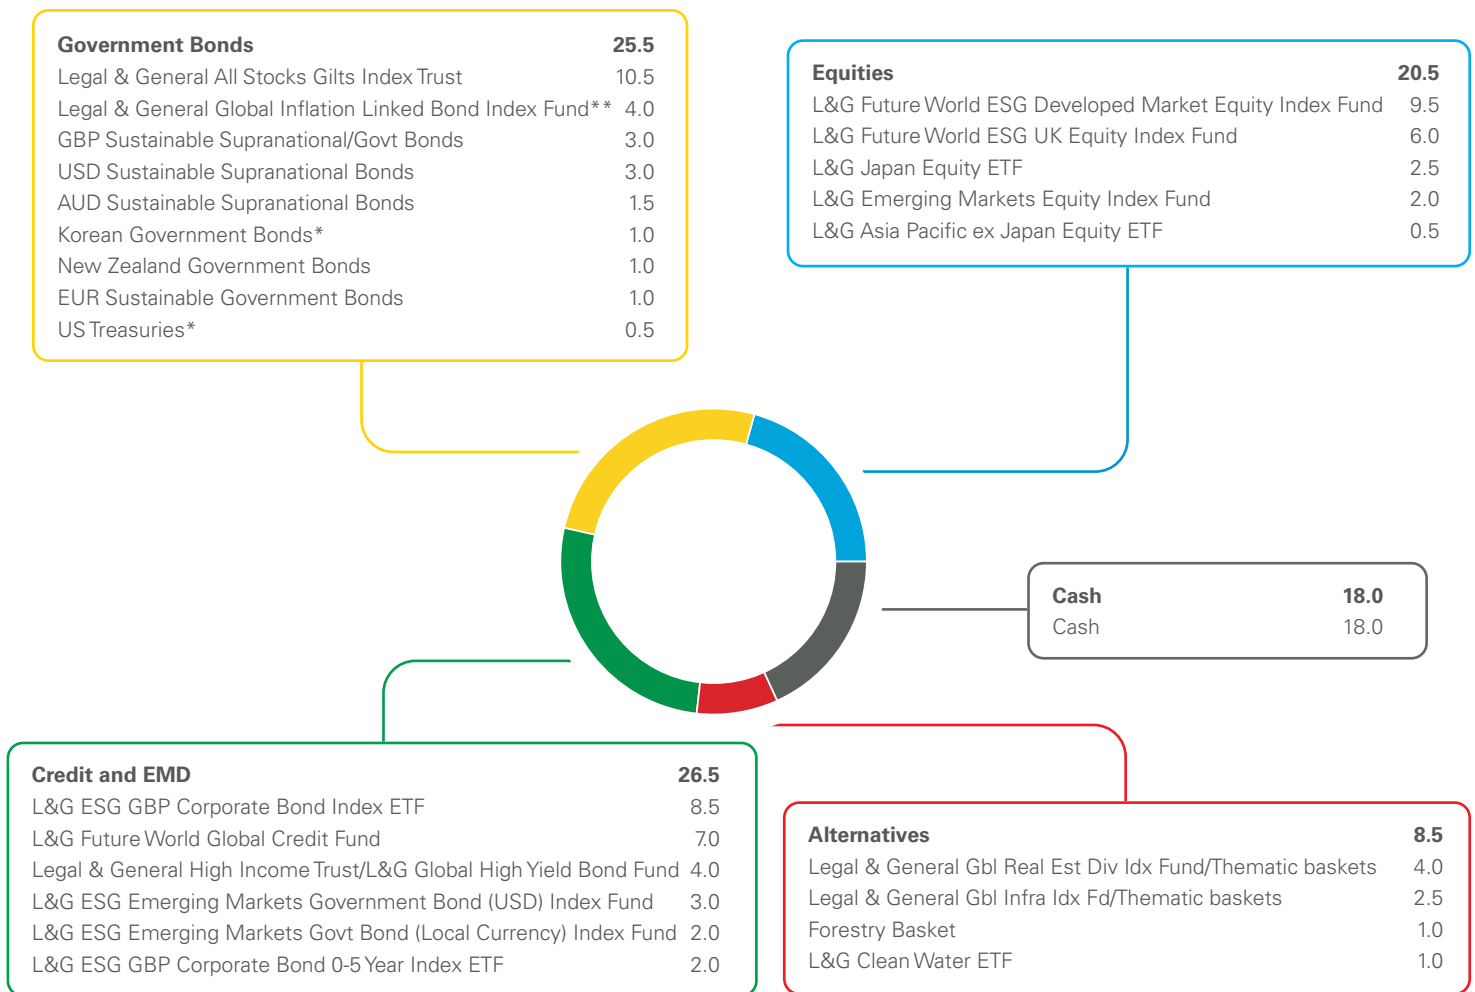 Government Bonds 25.5
Legal & General All Stocks Gilts Index Trust 10.5
Legal & General Global Inflation Linked Bond Index Fund** 4.0
GBP Sustainable Supranational/Govt Bonds 3.0
USD Sustainable Supranational Bonds 3.0
AUD Sustainable Supranational Bonds 1.5
Korean Government Bonds* 1.0
New Zealand Government Bonds 1.0
EUR Sustainable Government Bonds 1.0
US Treasuries* 0.5
Equities 20.5
L&G Future World ESG Developed Market Equity Index Fund 9.5
L&G Future World ESG UK Equity Index Fund 6.0
L&G Japan Equity ETF 2.5
L&G Emerging Markets Equity Index Fund 2.0
L&G Asia Pacific ex Japan Equity ETF 0.5
Cash 18.0
Cash 18.0
Credit and EMD 26.5
L&G ESG GBP Corporate Bond Index ETF 8.5
L&G Future World Global Credit Fund 7.0
Legal & General High Income Trust/L&G Global High Yield Bond Fund 4.0
L&G ESG Emerging Markets Government Bond (USD) Index Fund 3.0
L&G ESG Emerging Markets Govt Bond (Local Currency) Index Fund 2.0
L&G ESG GBP Corporate Bond 0-5 Year Index ETF 2.0
Alternatives 8.5
Legal & General Gbl Real Est Div Idx Fund/Thematic baskets 4.0
Legal & General Gbl Infra Idx Fd/Thematic baskets 2.5
Forestry Basket 1.0
L&G Clean Water ETF 1.0